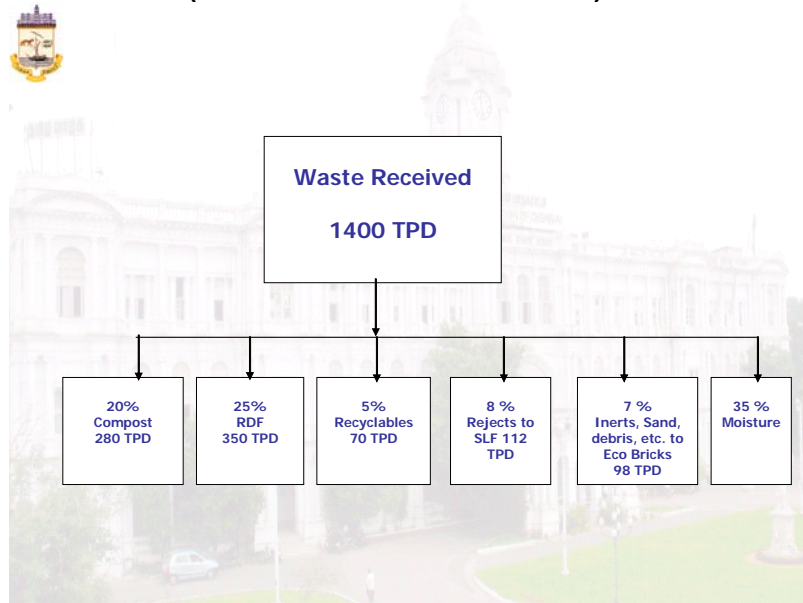 Waste Received
1400 TPD
20%
Compost
280 TPD
25%
RDF
350 TPD
5%
Recyclables
70 TPD
8 %
Rejects to
SLF 112
TPD
7 %
Inerts, Sand,
debris, etc. to
Eco Bricks
98 TPD
35 %
Moisture